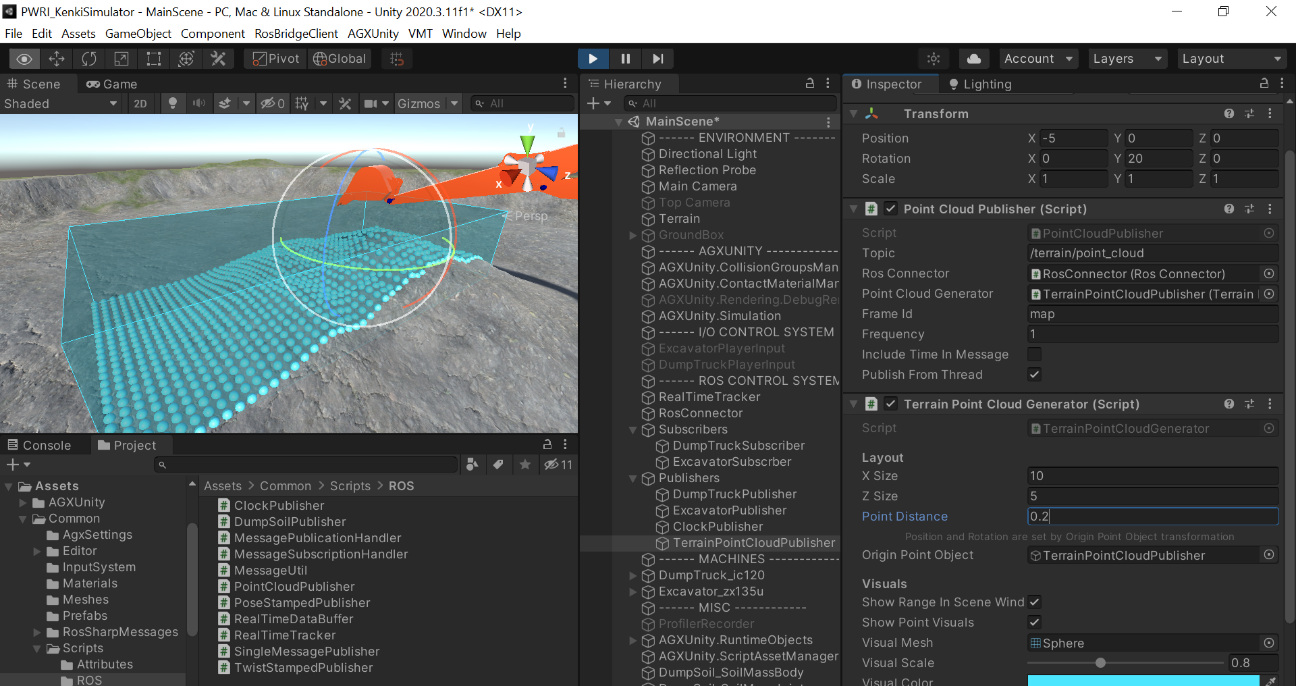 PWRI_KenkiSimulator - MainScene - PC, Mac & Linux Standalone - Unity 2020.3.11f1* <DX11>
File Edit Assets GameObject Component RosBridgeClient AGXUnity VMT Window Help
Pivot Global Account Layers Layout
Scene Game
Shaded 2D 0 Gizmos All
y
x
z
Persp
Console Project
11
Assets
AGXUnity
Common
AgxSettings
Editor
InputSystem
Materials
Meshes
Prefabs
RosSharpMessages
Scripts
Attributes
ROS
Assets > Common > Scripts > ROS
ClockPublisher
DumpSoilPublisher
MessagePublicationHandler
MessageSubscriptionHandler
MessageUtil
PointCloudPublisher
PoseStampedPublisher
RealTimeDataBuffer
RealTimeTracker
SingleMessagePublisher
TwistStampedPublisher
Hierarchy
All
MainScene*
------ ENVIRONMENT -------
Directional Light
Reflection Probe
Main Camera
Top Camera
Terrain
GroundBox
------ AGXUNITY ------------
AGXUnity.CollisionGroupsMan
AGXUnity.ContactMaterialMar
AGXUnity.Rendering.DebugRe
AGXUnity.Simulation
------ I/O CONTROL SYSTEM
ExcavatorPlayerInput
DumpTruckPlayerInput
------ ROS CONTROL SYSTEM
RealTimeTracker
RosConnector
Subscribers
DumpTruckSubscriber
ExcavatorSubscrber
Publishers
DumpTruckPublisher
ExcavatorPublisher
ClockPublisher
TerrainPointCloudPublisher
------ MACHINES ------------
DumpTruck_ic120
Excavator_zx135u
------ MISC ------------
ProfilerRecorder
AGXUnity.RuntimeObjects
AGXUnity.ScriptAssetManager
DumpSoil_SoilMassBody
Inspector Lighting
Transform
Position X -5 Y 0 Z 0
Rotation X 0 Y 20 Z 0
Scale X 1 Y 1 Z 1
Point Cloud Publisher (Script)
Script PointCloudPublisher
Topic /terrain/point_cloud
Ros Connector RosConnector (Ros Connector)
Point Cloud Generator TerrainPointCloudPublisher (Terrain
Frame Id map
Frequency 1
Include Time In Message
Publish From Thread
Terrain Point Cloud Generator (Script)
Script TerrainPointCloudGenerator
Layout
X Size 10
Z Size 5
Point Distance 0.2
Position and Rotation are set by Origin Point Object transformation
Origin Point Object TerrainPointCloudPublisher
Visuals
Show Range In Scene Wind
Show Point Visuals
Visual Mesh Sphere
Visual Scale 0.8
Visual Color